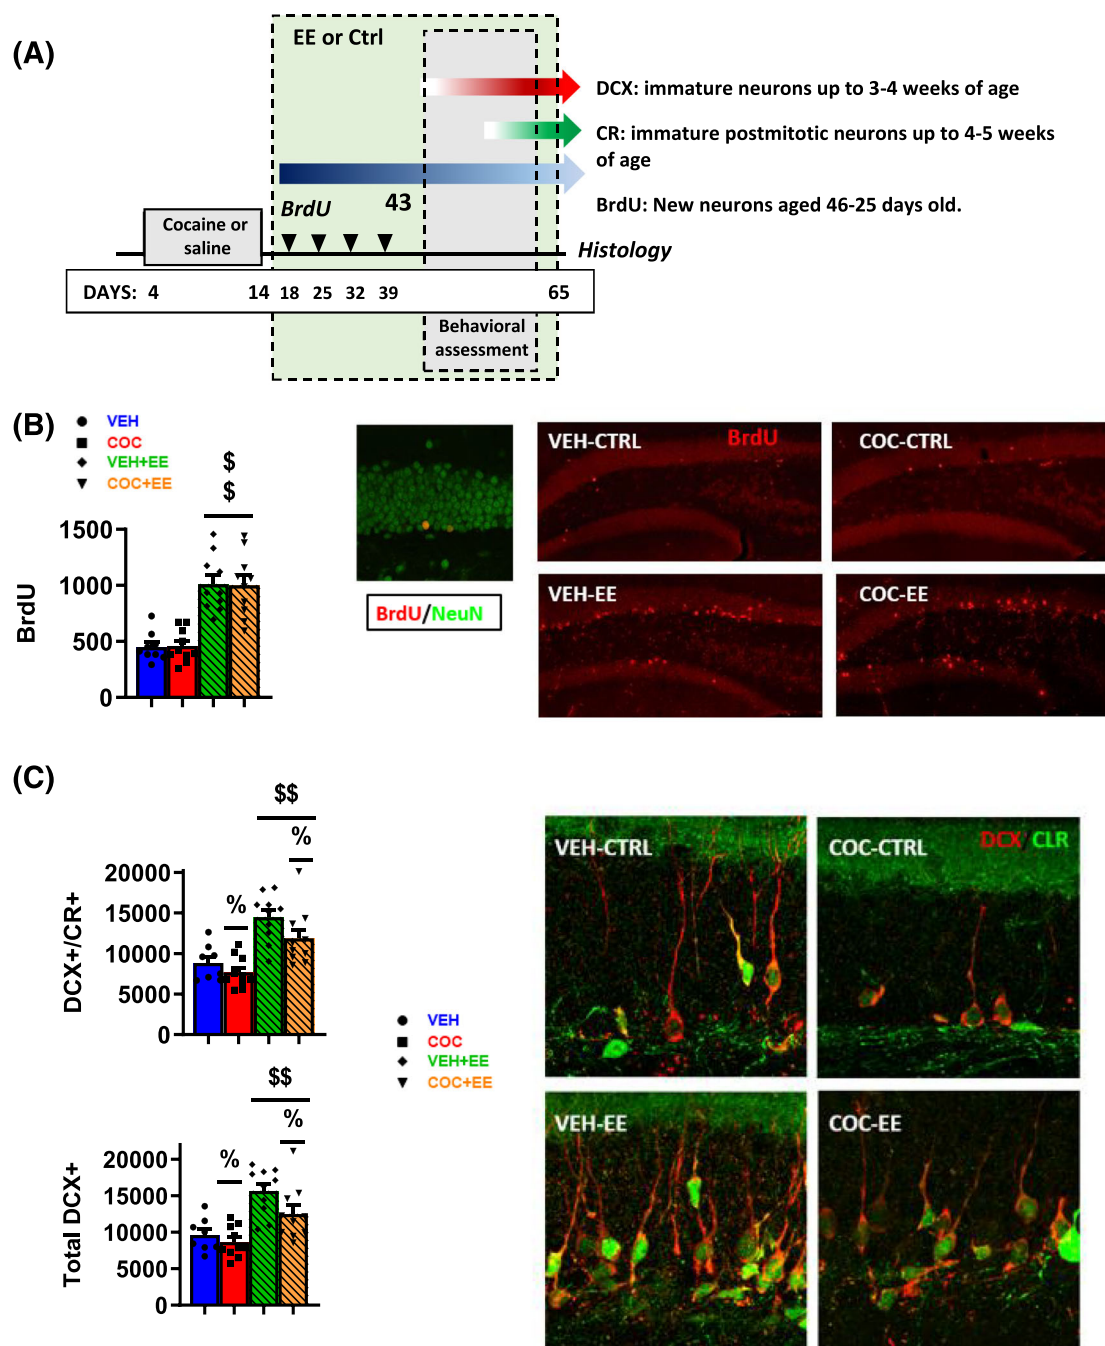 (A)
EE or Ctrl
DCX: immature neurons up to 3-4 weeks of age
CR: immature postmitotic neurons up to 4-5 weeks
of age
BrdU: New neurons aged 46-25 days old.
BrdU
43
Cocaine or
saline
Histology
DAYS: 4 14 18 25 32 39 65
Behavioral
assessment
(B)
VEH
COC
VEH+EE
COC+EE
$
$
1500
1000
500
0
BrdU
BrdU/NeuN
VEH-CTRL
BrdU
COC-CTRL
VEH-EE
COC-EE
(C)
$$
%
%
20000
15000
10000
5000
0
DCX+/CR+
VEH
COC
VEH+EE
COC+EE
$$
%
%
20000
15000
10000
5000
0
Total DCX+
VEH-CTRL
COC-CTRL
DCX/CLR
VEH-EE
COC-EE